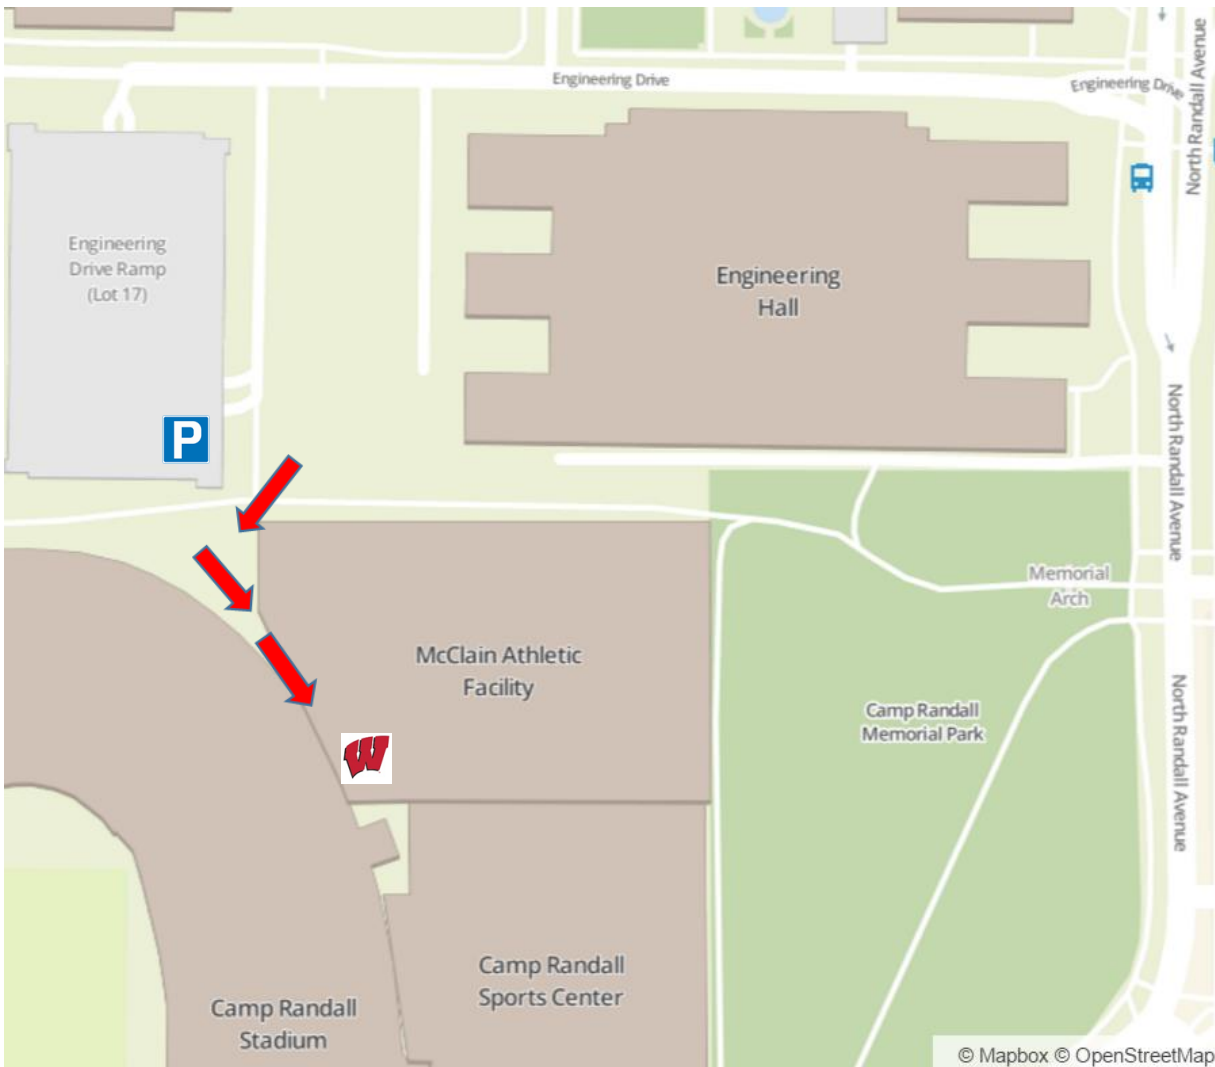 Engineering Drive
Engineering Drive
North Randall Avenue
Engineering
Drive Ramp
(Lot 17)
Engineering
Hall
P
North Randall Avenue
Memorial
Arch
McClain Athletic
Facility
Camp Randall
Memorial Park
North Randall Avenue
W
Camp Randall
Sports Center
Camp Randall
Stadium
© Mapbox © OpenStreetMap